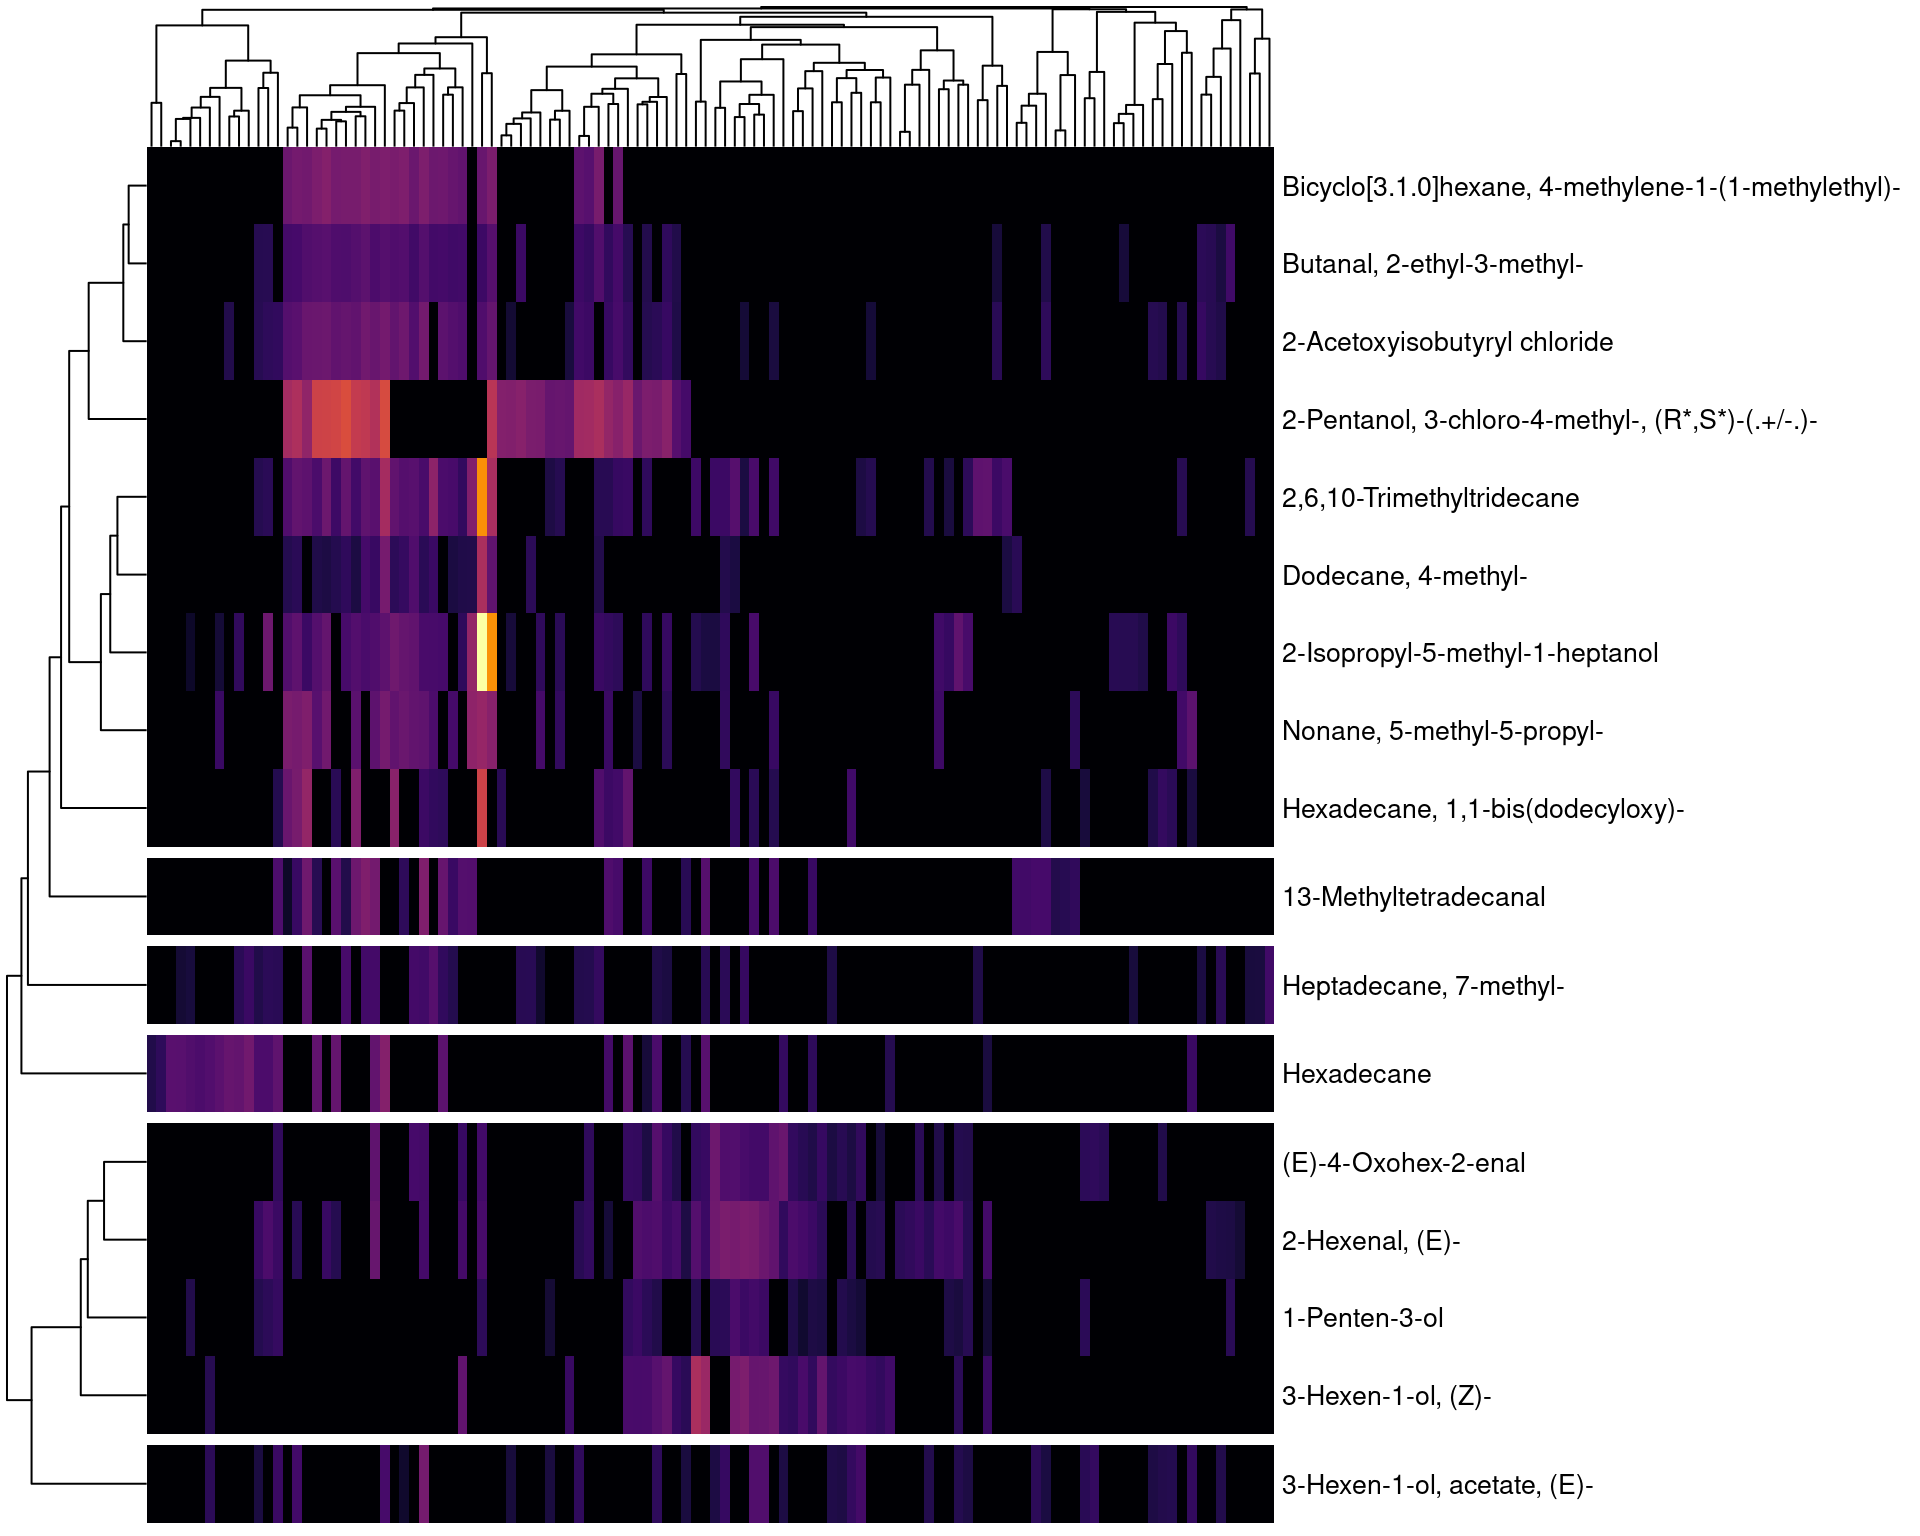 Bicyclo[3.1.0]hexane, 4-methylene-1-(1-methylethyl)-
Butanal, 2-ethyl-3-methyl-
2-Acetoxyisobutyryl chloride
2-Pentanol, 3-chloro-4-methyl-, (R*,S*)-(.+/-.)-
2,6,10-Trimethyltridecane
Dodecane, 4-methyl-
2-Isopropyl-5-methyl-1-heptanol
Nonane, 5-methyl-5-propyl-
Hexadecane, 1,1-bis(dodecyloxy)-
13-Methyltetradecanal
Heptadecane, 7-methyl-
Hexadecane
(E)-4-Oxohex-2-enal
2-Hexenal, (E)-
1-Penten-3-ol
3-Hexen-1-ol, (Z)-
3-Hexen-1-ol, acetate, (E)-